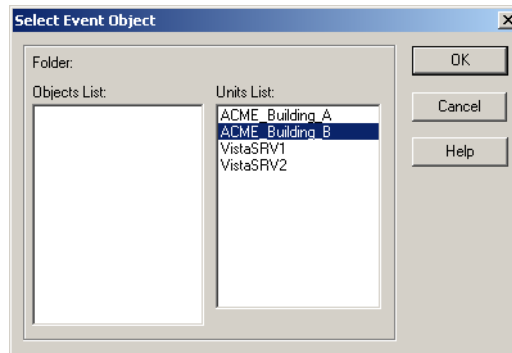 Select Event Object
Folder:
Objects List:
Units List:
ACME_Building_A
ACME_Building_B
VistaSRV1
VistaSRV2
OK
Cancel
Help